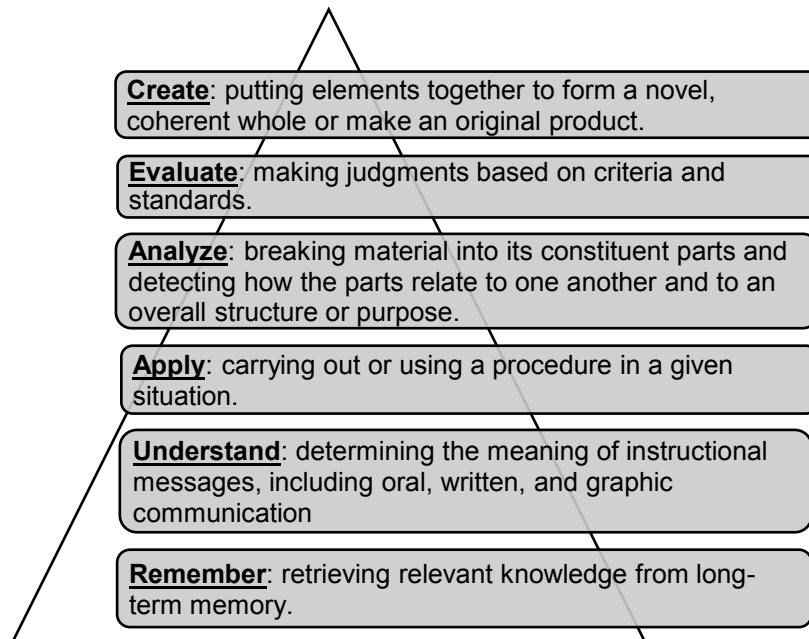 Create: putting elements together to form a novel,
coherent whole or make an original product.
Evaluate: making judgments based on criteria and
standards.
Analyze: breaking material into its constituent parts and
detecting how the parts relate to one another and to an
overall structure or purpose.
Apply: carrying out or using a procedure in a given
situation.
Understand: determining the meaning of instructional
messages, including oral, written, and graphic
communication
Remember: retrieving relevant knowledge from long-
term memory.